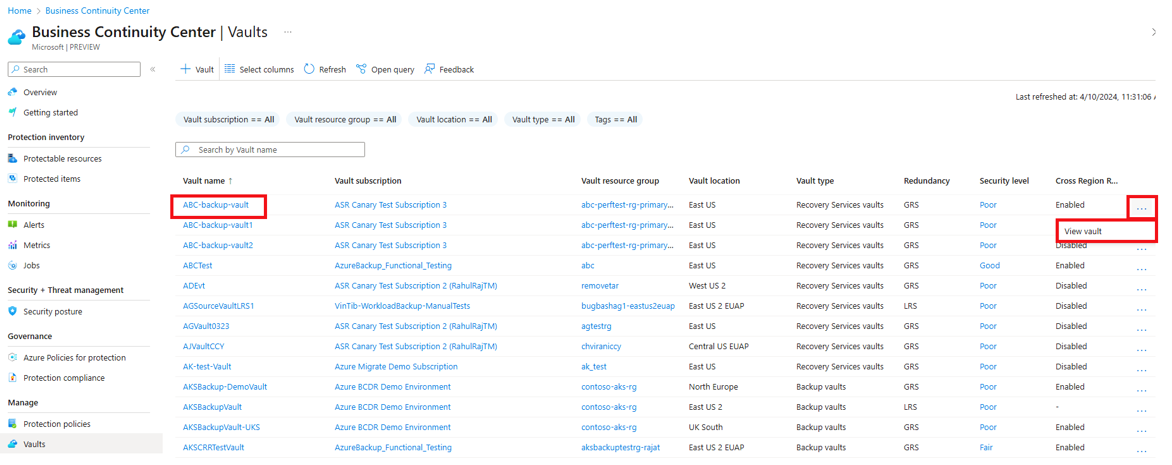 Home > Business Continuity Center
Business Continuity Center | Vaults ...
Microsoft | PREVIEW
Search «
+ Vault Select columns Refresh Open query Feedback
Overview
Getting started
Last refreshed at: 4/10/2024, 11:31:06 A
Vault subscription == All Vault resource group == All Vault location == All Vault type == All Tags == All
Protection inventory
Search by Vault name
Protectable resources
Protected items
Vault name ↑ Vault subscription Vault resource group Vault location Vault type Redundancy Security level Cross Region R...
Monitoring
ABC-backup-vault ASR Canary Test Subscription 3 abc-perftest-rg-primary... East US Recovery Services vaults GRS Poor Enabled ...
Alerts
ABC-backup-vault1 ASR Canary Test Subscription 3 abc-perftest-rg-primary... East US Recovery Services vaults GRS Poor
View vault
Metrics
ABC-backup-vault2 ASR Canary Test Subscription 3 abc-perftest-rg-primary... East US Recovery Services vaults GRS Poor Disabled ...
Jobs
ABCTest AzureBackup_Functional_Testing abc East US Recovery Services vaults GRS Good Enabled ...
Security + Threat management
ADEvt ASR Canary Test Subscription 2 (RahulRajTM) removetar West US 2 Recovery Services vaults GRS Poor Disabled ...
Security posture
AGSourceVaultLRS1 VinTib-WorkloadBackup-ManualTests bugbashag1-eastus2euap East US 2 EUAP Recovery Services vaults LRS Poor Disabled ...
AGVault0323 ASR Canary Test Subscription 2 (RahulRajTM) agtestrg East US Recovery Services vaults GRS Poor Disabled ...
Governance
AJVaultCCY ASR Canary Test Subscription 2 (RahulRajTM) chviraniccy Central US EUAP Recovery Services vaults GRS Poor Disabled ...
Azure Policies for protection
AK-test-Vault Azure Migrate Demo Subscription ak_test East US Recovery Services vaults GRS Poor Disabled ...
Protection compliance
AKSBackup-DemoVault Azure BCDR Demo Environment contoso-aks-rg North Europe Backup vaults GRS Poor Enabled ...
Manage
AKSBackupVault Azure BCDR Demo Environment contoso-aks-rg East US 2 Backup vaults LRS Poor - ...
Protection policies
AKSBackupVault-UKS Azure BCDR Demo Environment contoso-aks-rg UK South Backup vaults GRS Poor Enabled ...
Vaults
AKSCRRTestVault AzureBackup_Functional_Testing aksbackuptestrg-rajat East US 2 EUAP Backup vaults GRS Fair Enabled ...